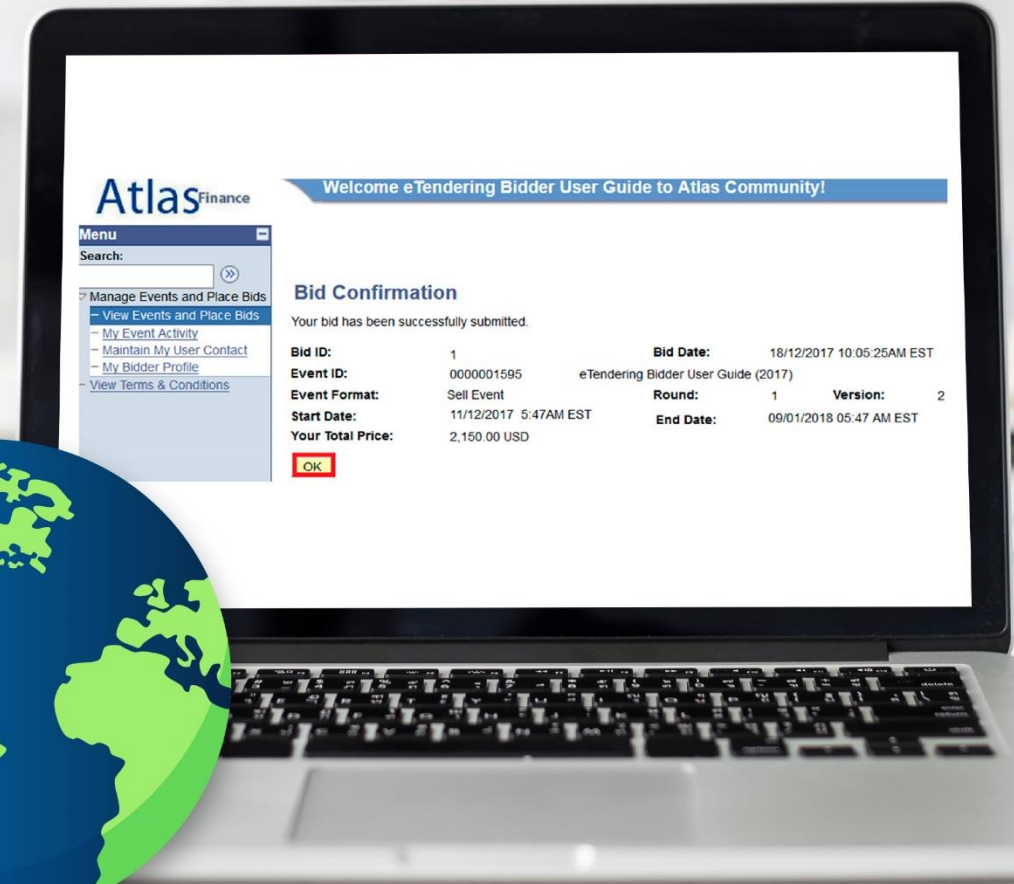 Atlas Finance
Welcome eTendering Bidder User Guide to Atlas Community!
Menu
Search:
Manage Events and Place Bids
View Events and Place Bids
My Event Activity
Maintain My User Contact
My Bidder Profile
View Terms & Conditions
Bid Confirmation
Your bid has been successfully submitted.
Bid ID: 1 Bid Date: 18/12/2017 10:05:25AM EST
Event ID: 0000001595 eTendering Bidder User Guide (2017)
Event Format: Sell Event Round: 1 Version: 2
Start Date: 11/12/2017 5:47AM EST End Date: 09/01/2018 05:47 AM EST
Your Total Price: 2,150.00 USD
OK
delete